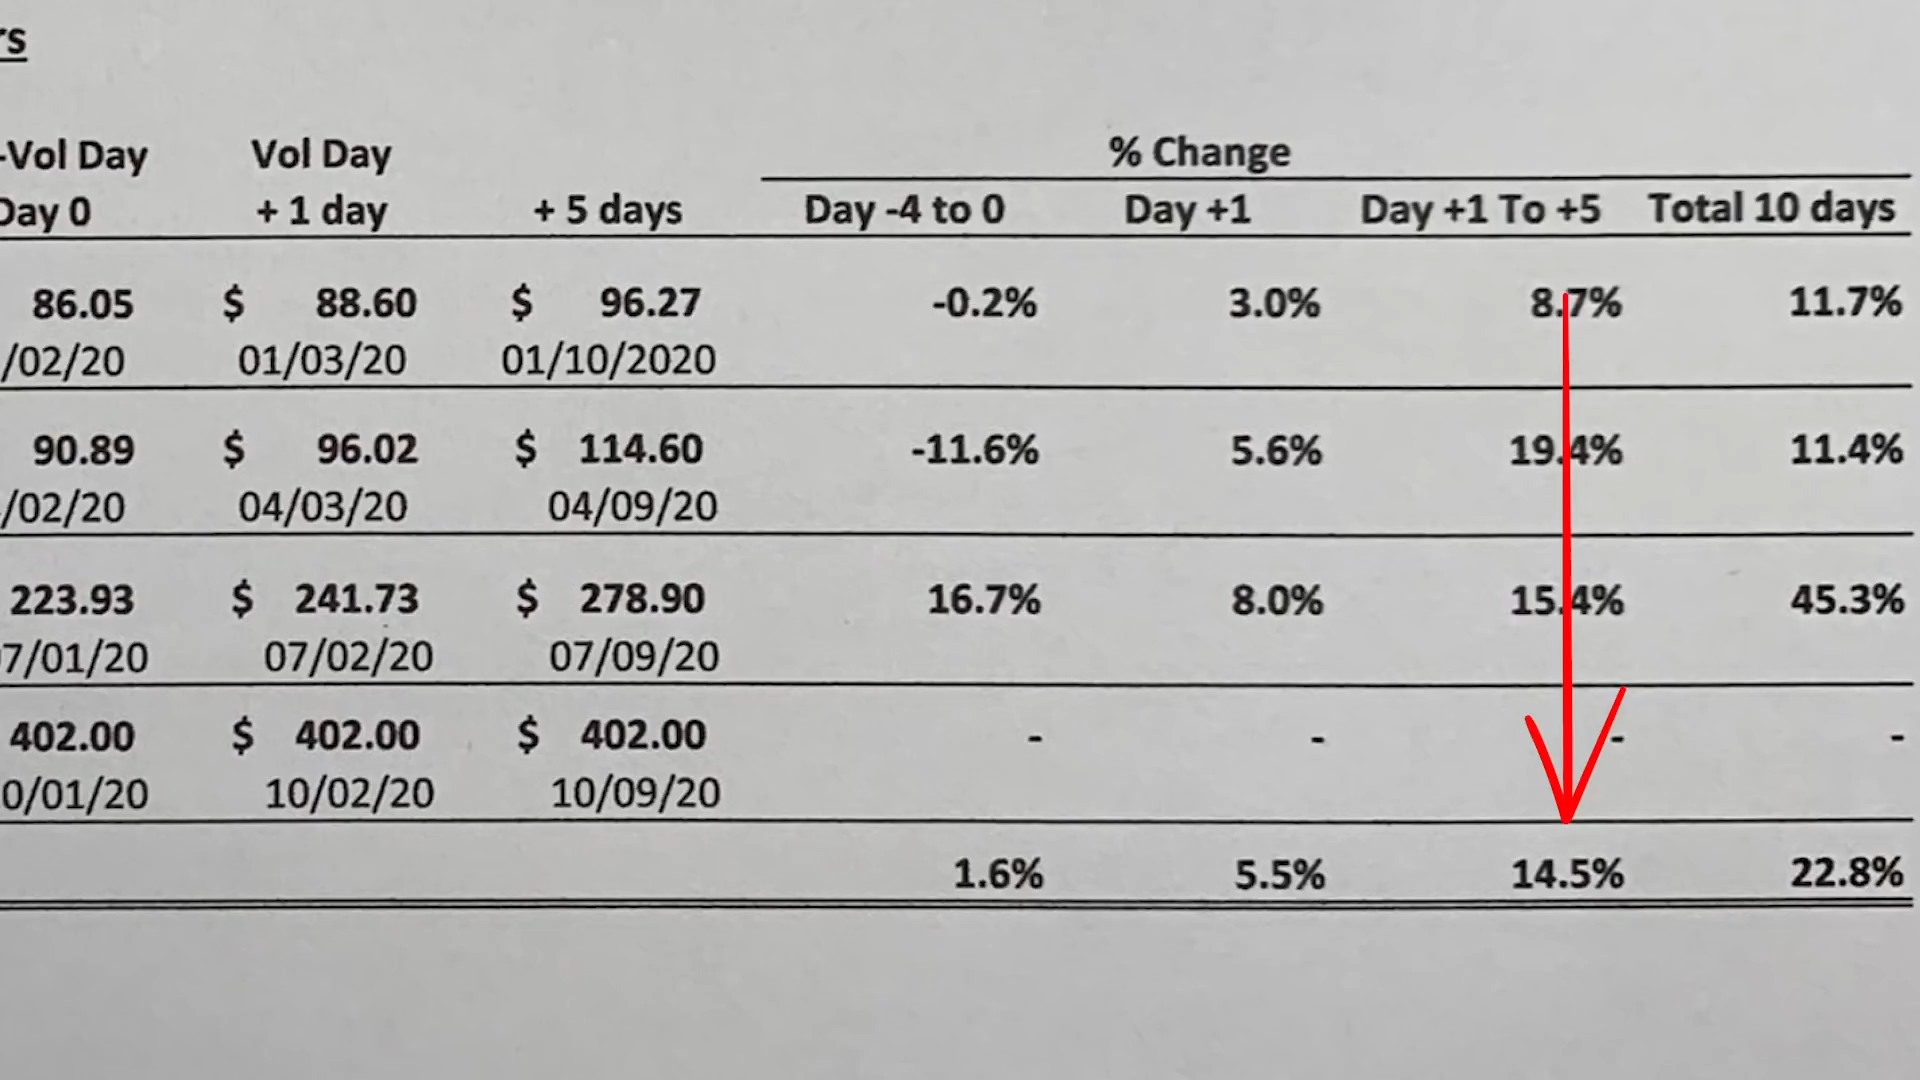 rs
-Vol Day Vol Day % Change
Day 0 + 1 day + 5 days Day -4 to 0 Day +1 Day +1 To +5 Total 10 days
86.05 $ 88.60 $ 96.27 -0.2% 3.0% 8.7% 11.7%
/02/20 01/03/20 01/10/2020
90.89 $ 96.02 $ 114.60 -11.6% 5.6% 19.4% 11.4%
/02/20 04/03/20 04/09/20
223.93 $ 241.73 $ 278.90 16.7% 8.0% 15.4% 45.3%
7/01/20 07/02/20 07/09/20
402.00 $ 402.00 $ 402.00 - - - -
0/01/20 10/02/20 10/09/20
1.6% 5.5% 14.5% 22.8%